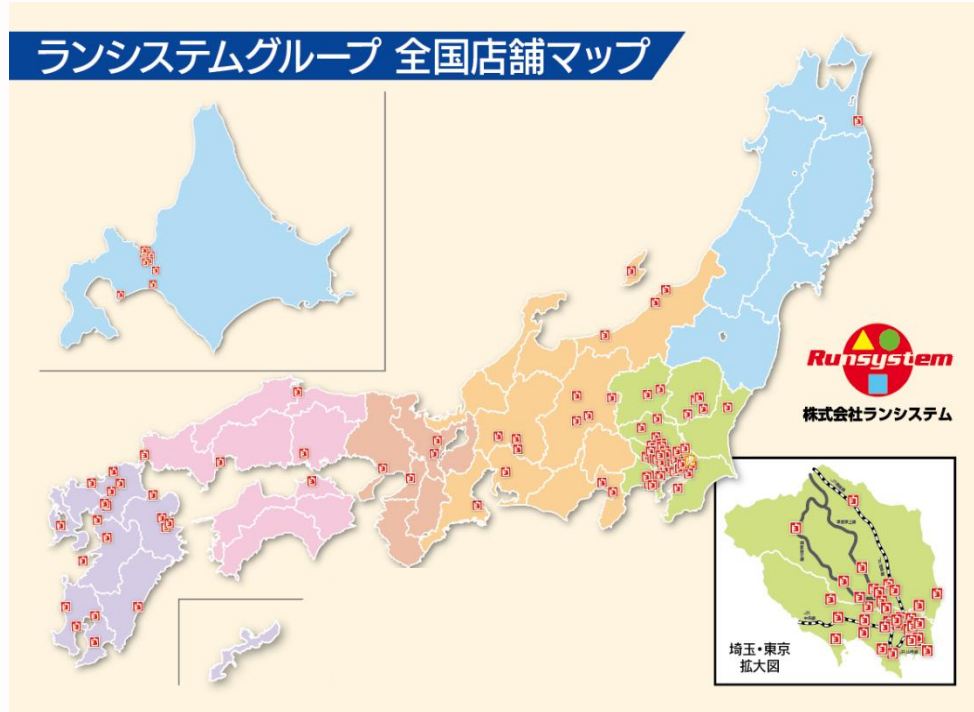 ランシステムグループ 全国店舗マップ
Runsystem
株式会社ランシステム
埼玉・東京
拡大図